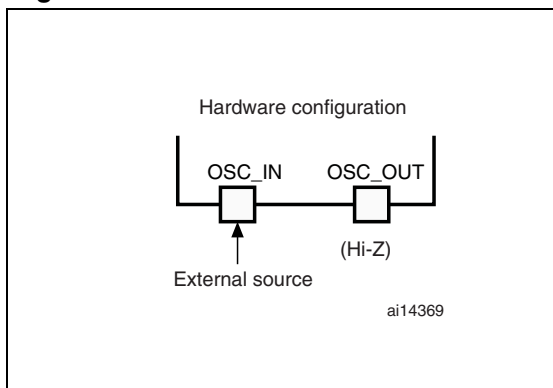 Hardware configuration
OSC_IN OSC_OUT
(Hi-Z)
External source
ai14369